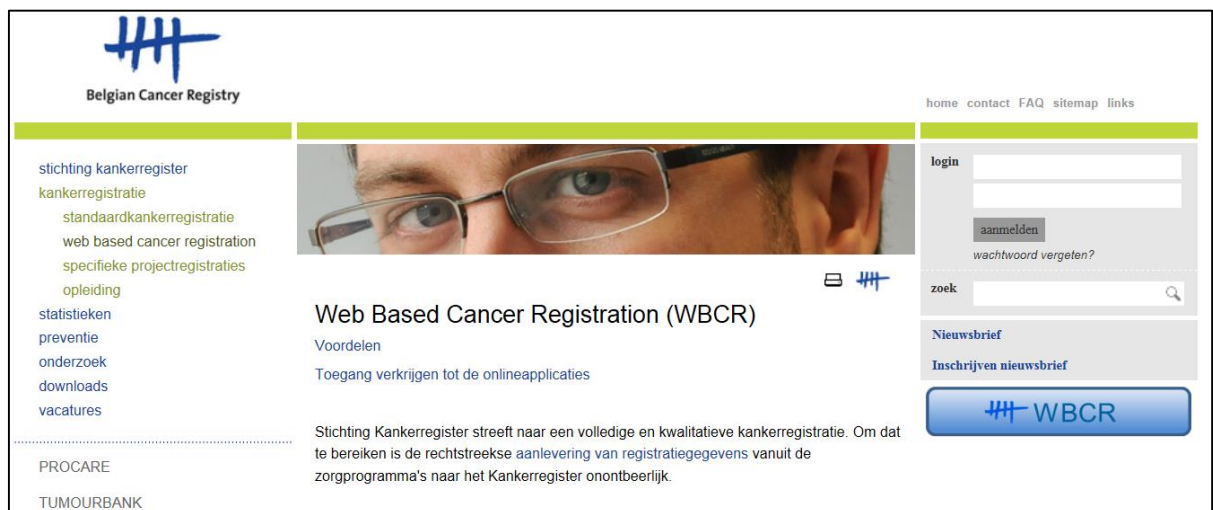 Belgian Cancer Registry
home contact FAQ sitemap links
stichting kankerregister
kankerregistratie
standaardkankerregistratie
web based cancer registration
specifieke projectregistraties
opleiding
statistieken
preventie
onderzoek
downloads
vacatures
PROCARE
TUMOURBANK
Web Based Cancer Registration (WBCR)
Voordelen
Toegang verkrijgen tot de onlineapplicaties
Stichting Kankerregister streeft naar een volledige en kwalitatieve kankerregistratie. Om dat
te bereiken is de rechtstreekse aanlevering van registratiegegevens vanuit de
zorgprogramma's naar het Kankerregister onontbeerlijk.
login
aanmelden
wachtwoord vergeten?
zoek
Nieuwsbrief
Inschrijven nieuwsbrief
WBCR